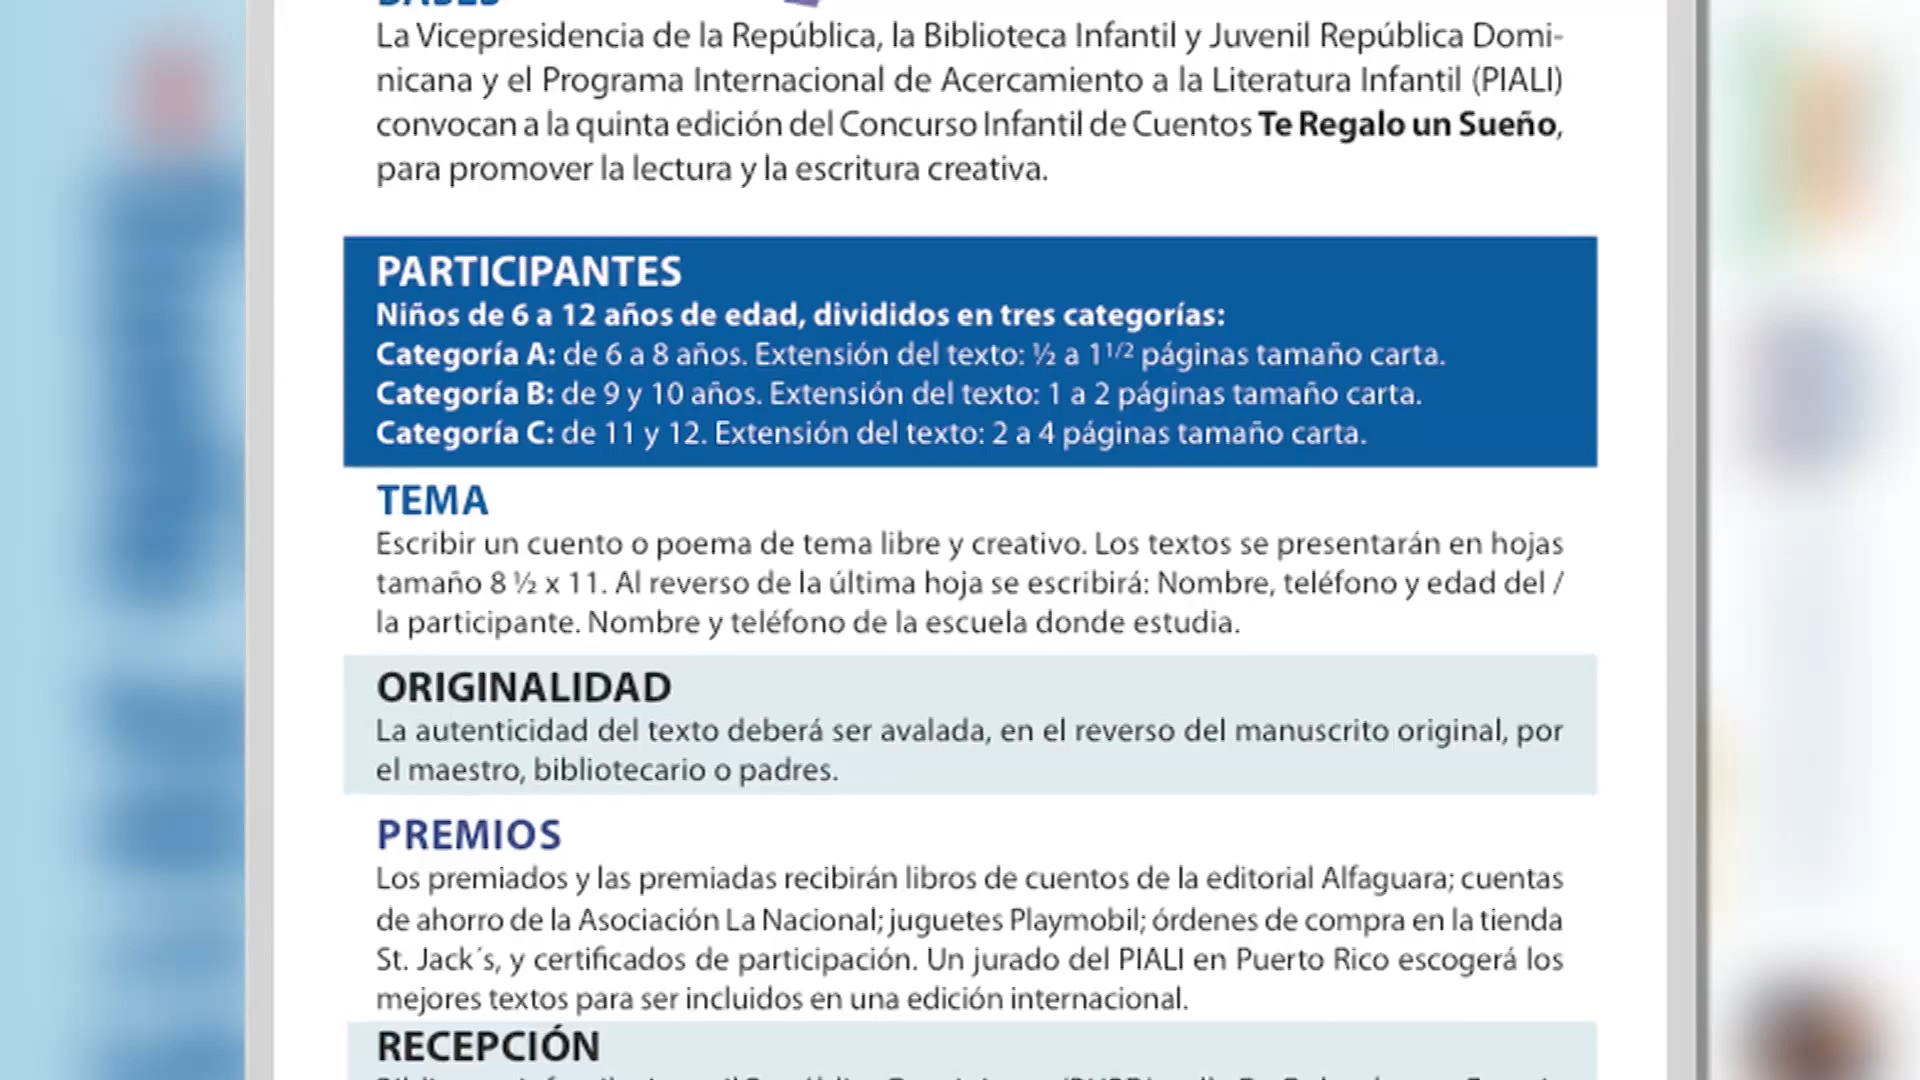 BASES
La Vicepresidencia de la República, la Biblioteca Infantil y Juvenil República Domi-
nicana y el Programa Internacional de Acercamiento a la Literatura Infantil (PIALI)
convocan a la quinta edición del Concurso Infantil de Cuentos Te Regalo un Sueño,
para promover la lectura y la escritura creativa.
PARTICIPANTES
Niños de 6 a 12 años de edad, divididos en tres categorías:
Categoría A: de 6 a 8 años. Extensión del texto: ½ a 1 1/2 páginas tamaño carta.
Categoría B: de 9 y 10 años. Extensión del texto: 1 a 2 páginas tamaño carta.
Categoría C: de 11 y 12. Extensión del texto: 2 a 4 páginas tamaño carta.
TEMA
Escribir un cuento o poema de tema libre y creativo. Los textos se presentarán en hojas
tamaño 8 ½ x 11. Al reverso de la última hoja se escribirá: Nombre, teléfono y edad del /
la participante. Nombre y teléfono de la escuela donde estudia.
ORIGINALIDAD
La autenticidad del texto deberá ser avalada, en el reverso del manuscrito original, por
el maestro, bibliotecario o padres.
PREMIOS
Los premiados y las premiadas recibirán libros de cuentos de la editorial Alfaguara; cuentas
de ahorro de la Asociación La Nacional; juguetes Playmobil; órdenes de compra en la tienda
St. Jack´s, y certificados de participación. Un jurado del PIALI en Puerto Rico escogerá los
mejores textos para ser incluidos en una edición internacional.
RECEPCIÓN